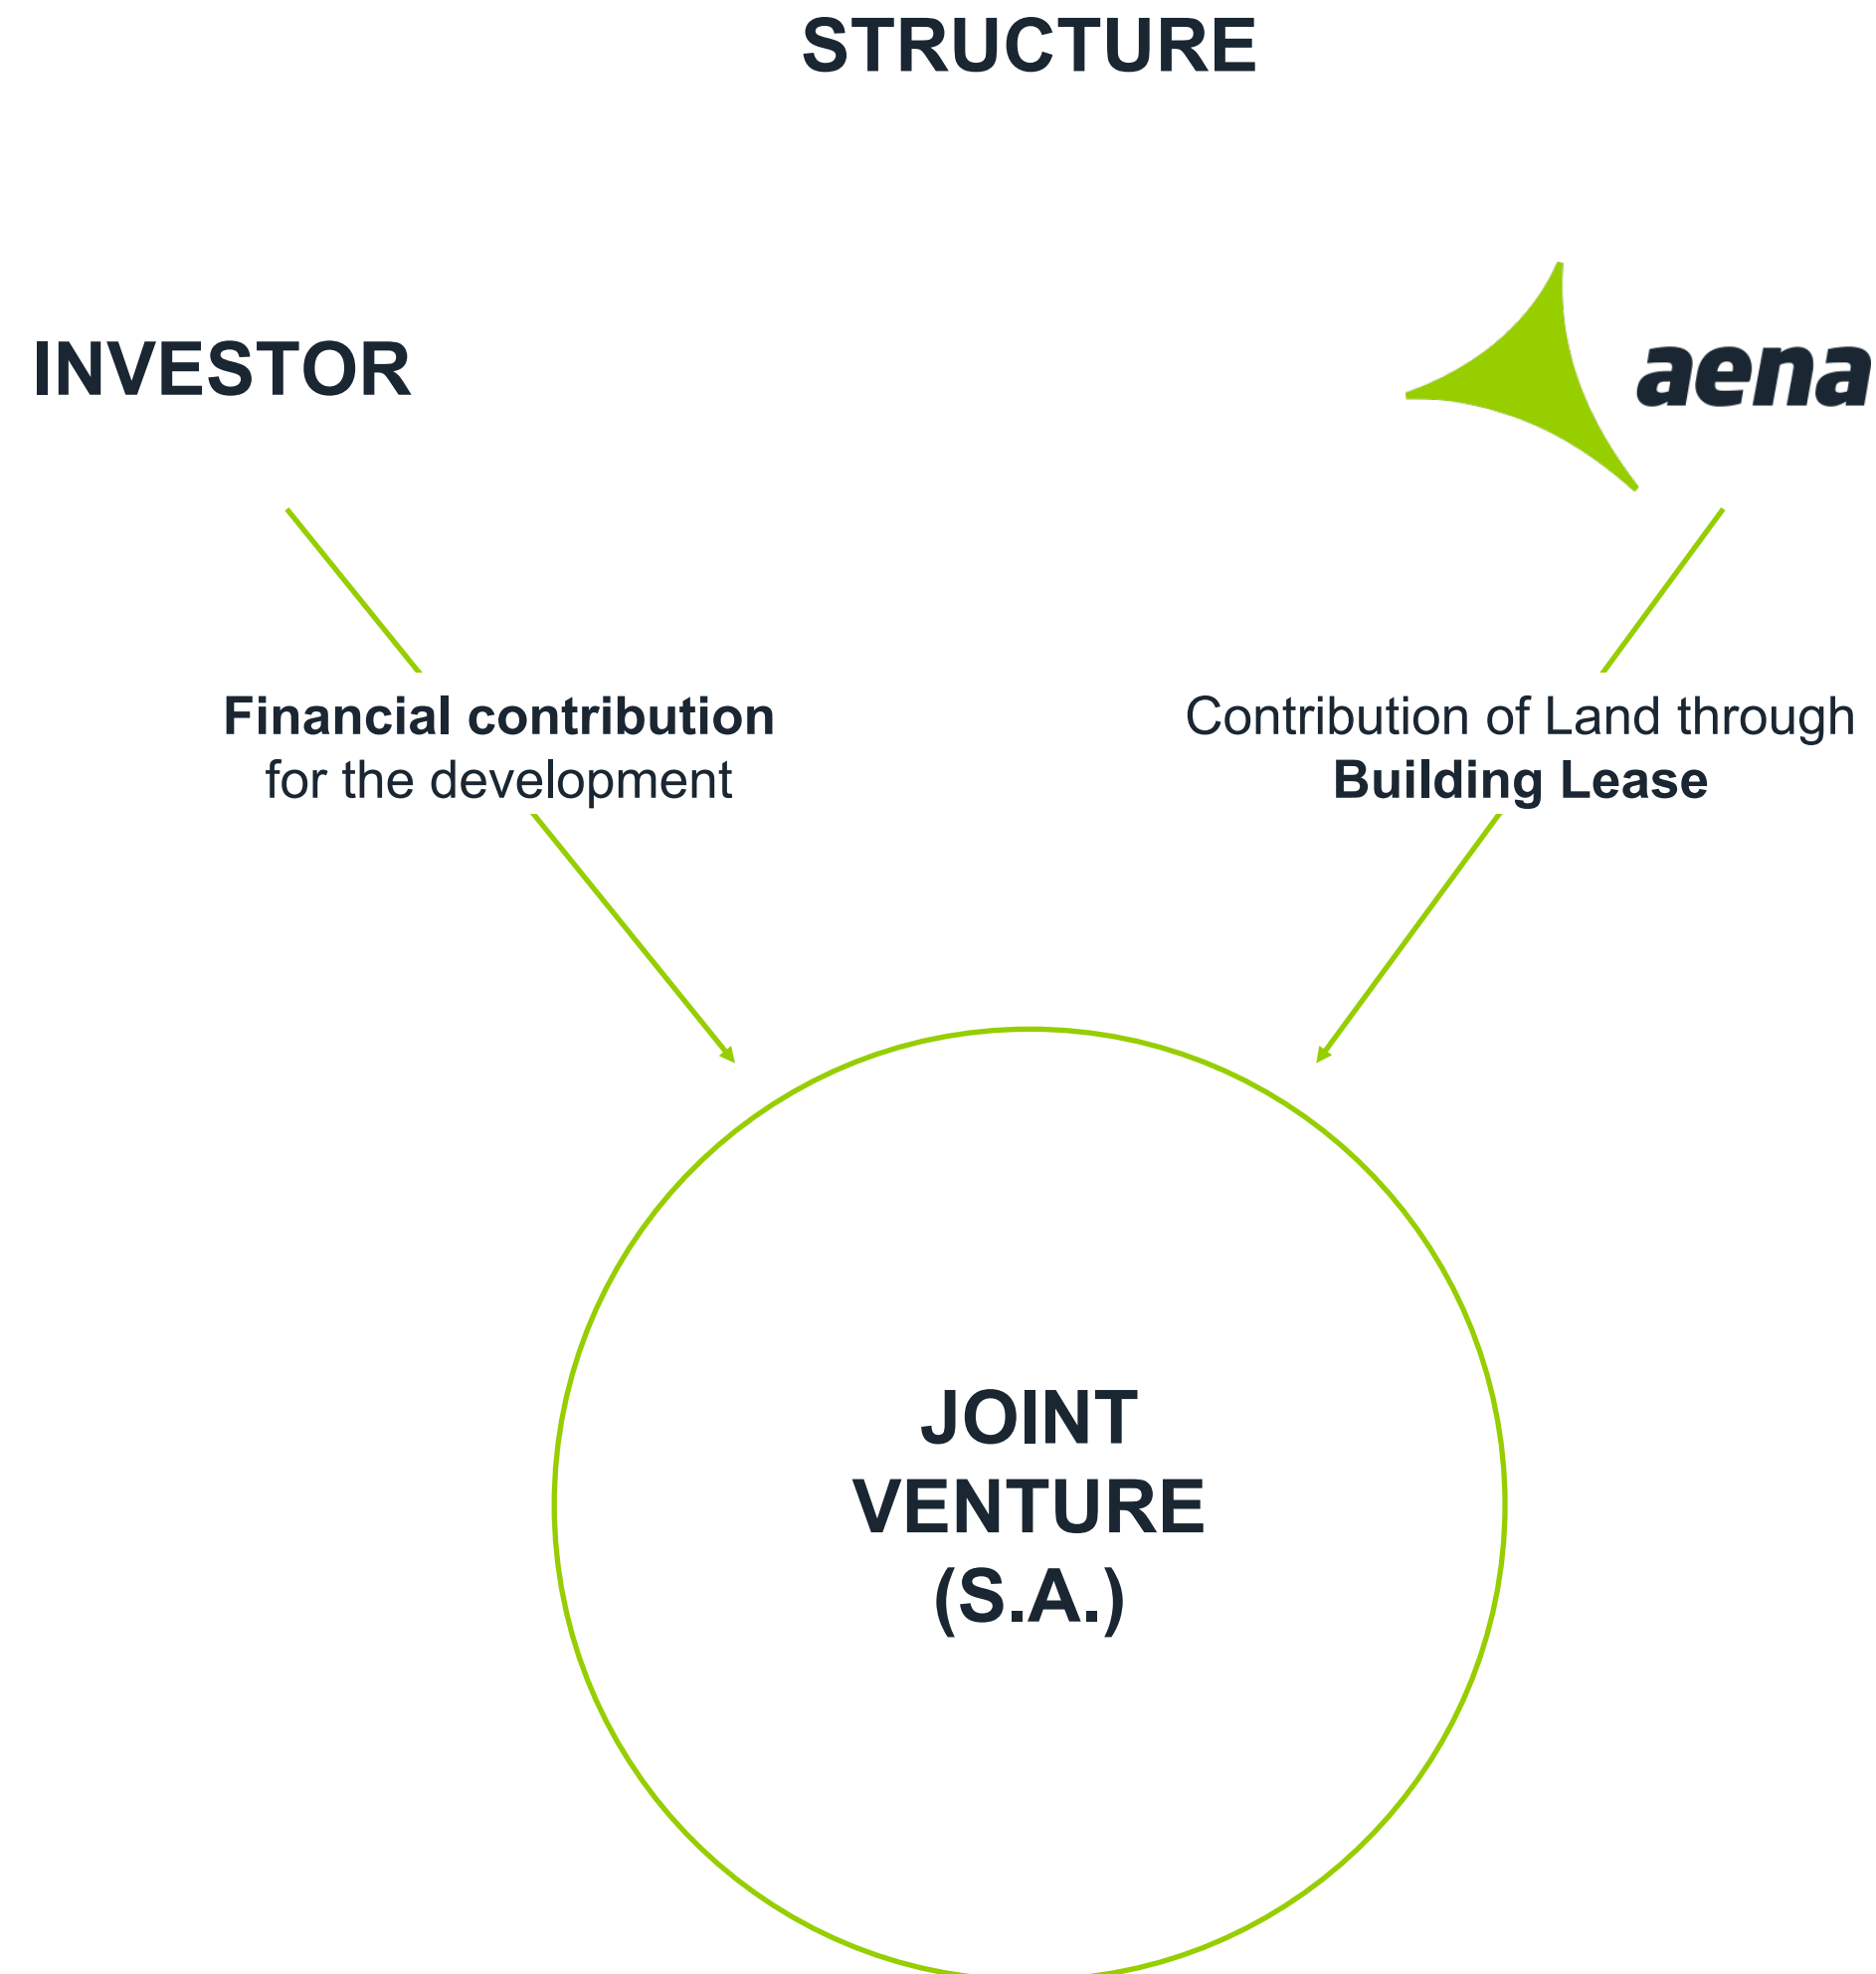 STRUCTURE
INVESTOR
aena
Financial contribution
for the development
Contribution of Land through
Building Lease
JOINT
VENTURE
(S.A.)